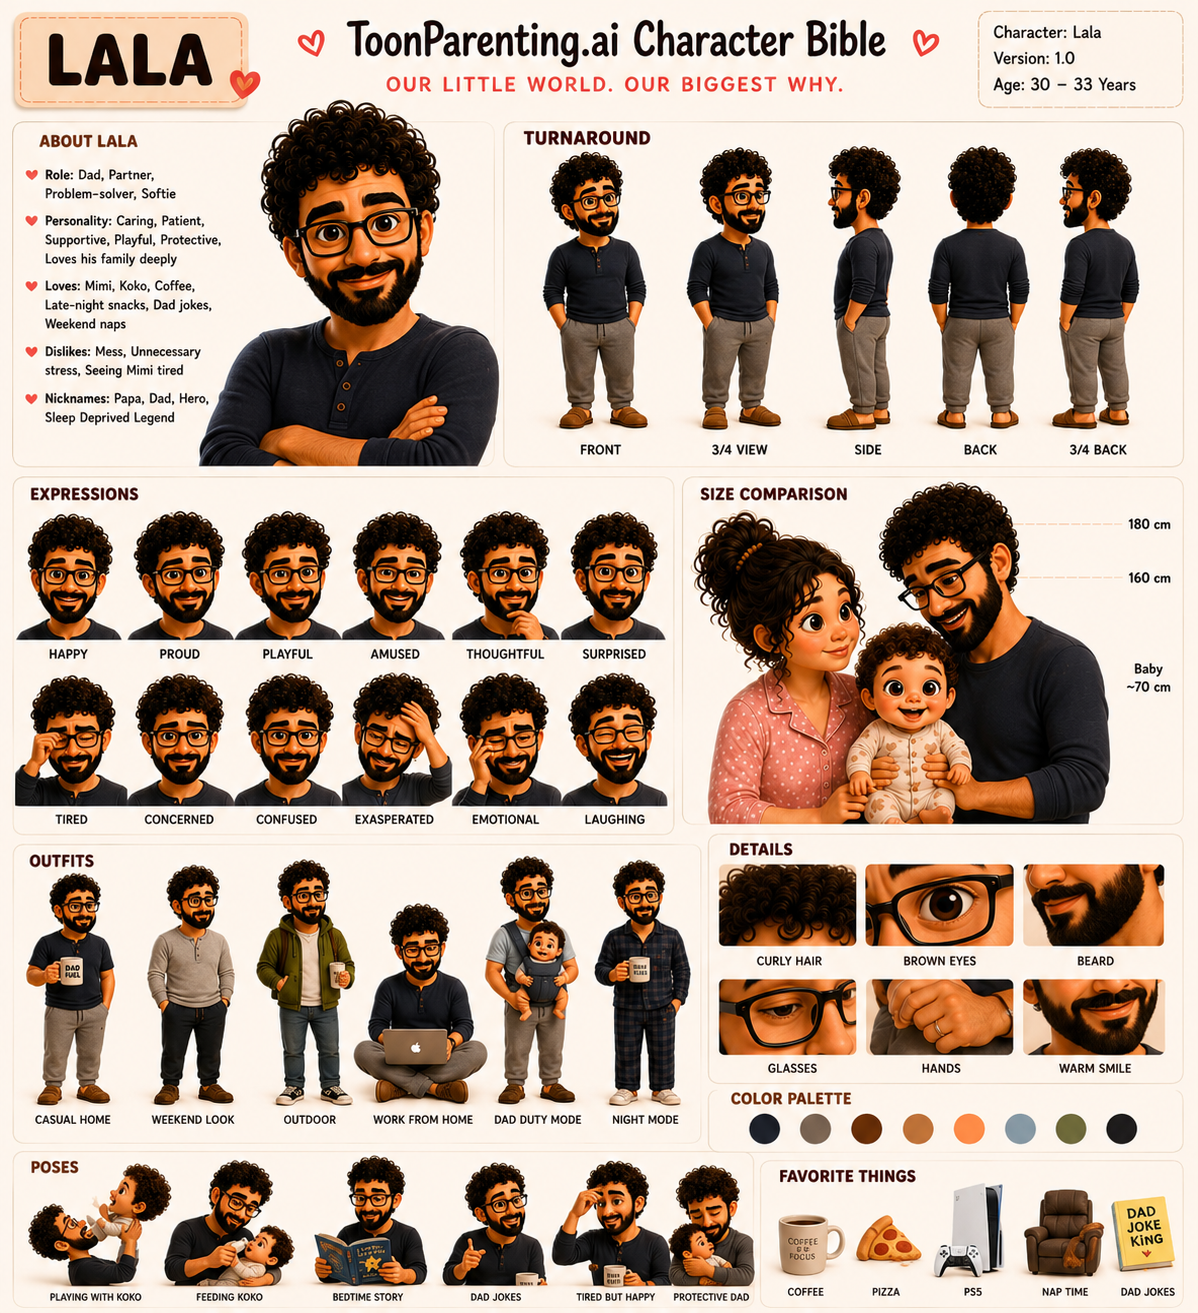 LALA
ToonParenting.ai Character Bible
OUR LITTLE WORLD. OUR BIGGEST WHY.
Character: Lala
Version: 1.0
Age: 30 – 33 Years
ABOUT LALA
Role: Dad, Partner,
Problem-solver, Softie
Personality: Caring, Patient,
Supportive, Playful, Protective,
Loves his family deeply
Loves: Mimi, Koko, Coffee,
Late-night snacks, Dad jokes,
Weekend naps
Dislikes: Mess, Unnecessary
stress, Seeing Mimi tired
Nicknames: Papa, Dad, Hero,
Sleep Deprived Legend
TURNAROUND
FRONT
3/4 VIEW
SIDE
BACK
3/4 BACK
EXPRESSIONS
HAPPY
PROUD
PLAYFUL
AMUSED
THOUGHTFUL
SURPRISED
TIRED
CONCERNED
CONFUSED
EXASPERATED
EMOTIONAL
LAUGHING
SIZE COMPARISON
180 cm
160 cm
Baby
~70 cm
OUTFITS
DAD
FUEL
CASUAL HOME
WEEKEND LOOK
OUTDOOR
WORK FROM HOME
DAD DUTY MODE
NIGHT MODE
DETAILS
CURLY HAIR
BROWN EYES
BEARD
GLASSES
HANDS
WARM SMILE
COLOR PALETTE
POSES
PLAYING WITH KOKO
FEEDING KOKO
BEDTIME STORY
DAD JOKES
TIRED BUT HAPPY
PROTECTIVE DAD
FAVORITE THINGS
COFFEE
FOCUS
DAD
JOKE
KING
COFFEE
PIZZA
PS5
NAP TIME
DAD JOKES